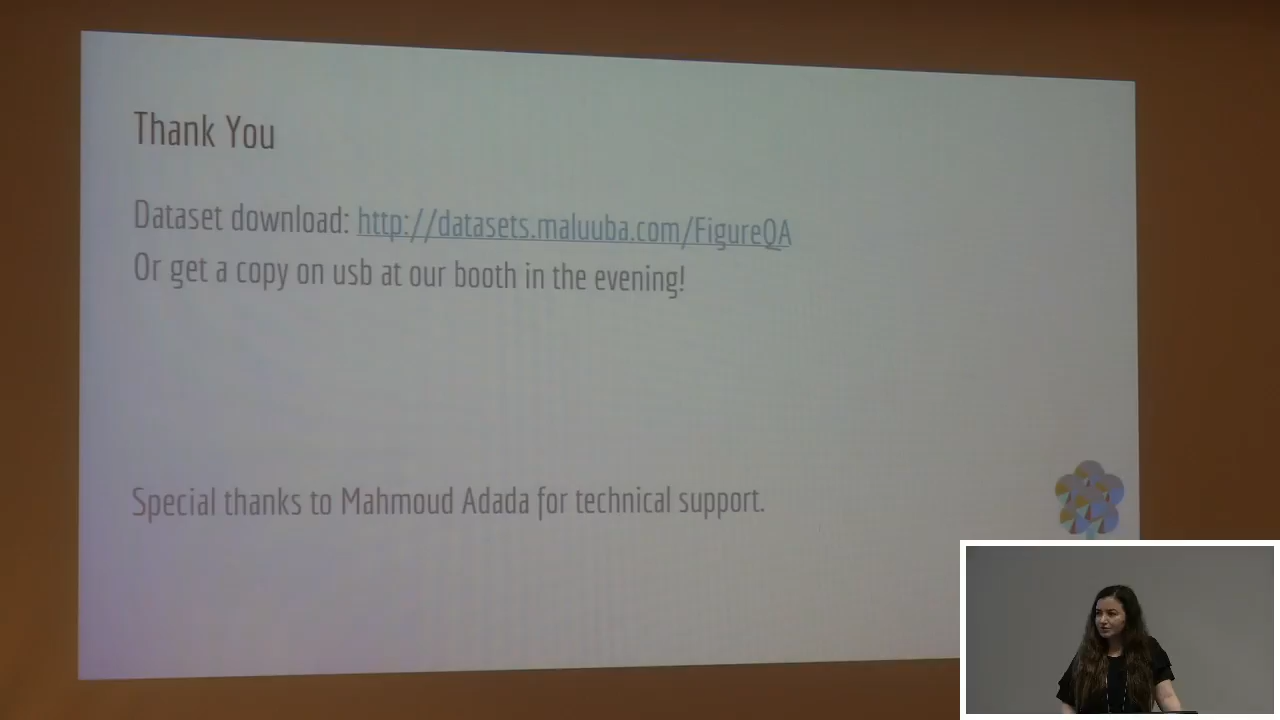 Thank You
Dataset download: http://datasets.maluuba.com/FigureQA
Or get a copy on usb at our booth in the evening!
Special thanks to Mahmoud Adada for technical support.